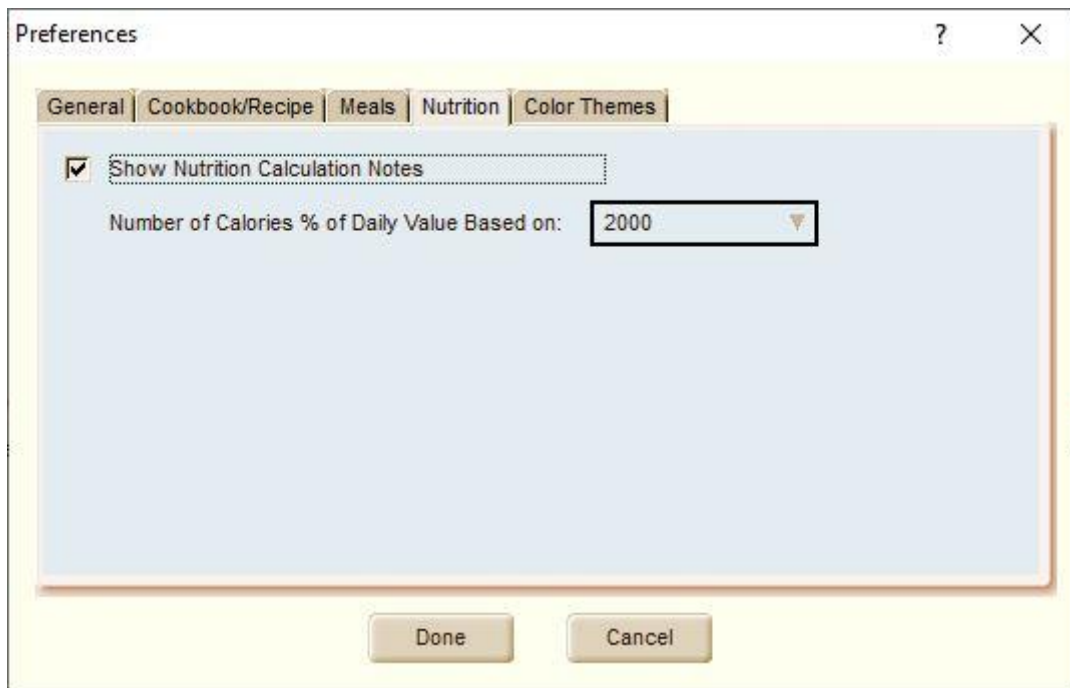 Preferences ?
General Cookbook/Recipe Meals Nutrition Color Themes
Show Nutrition Calculation Notes
Number of Calories % of Daily Value Based on: 2000
Done Cancel